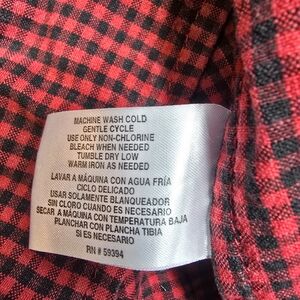 MACHINE WASH COLD
GENTLE CYCLE
USE ONLY NON-CHLORINE
BLEACH WHEN NEEDED
TUMBLE DRY LOW
WARM IRON AS NEEDED
LAVAR A MÁQUINA CON AGUA FRÍA
CICLO DELICADO
USAR SOLAMENTE BLANQUEADOR
SIN CLORO CUANDO ES NECESARIO
SECAR A MÁQUINA CON TEMPERATURA BAJA
PLANCHAR CON PLANCHA TIBIA
SI ES NECESARIO
RN # 59394